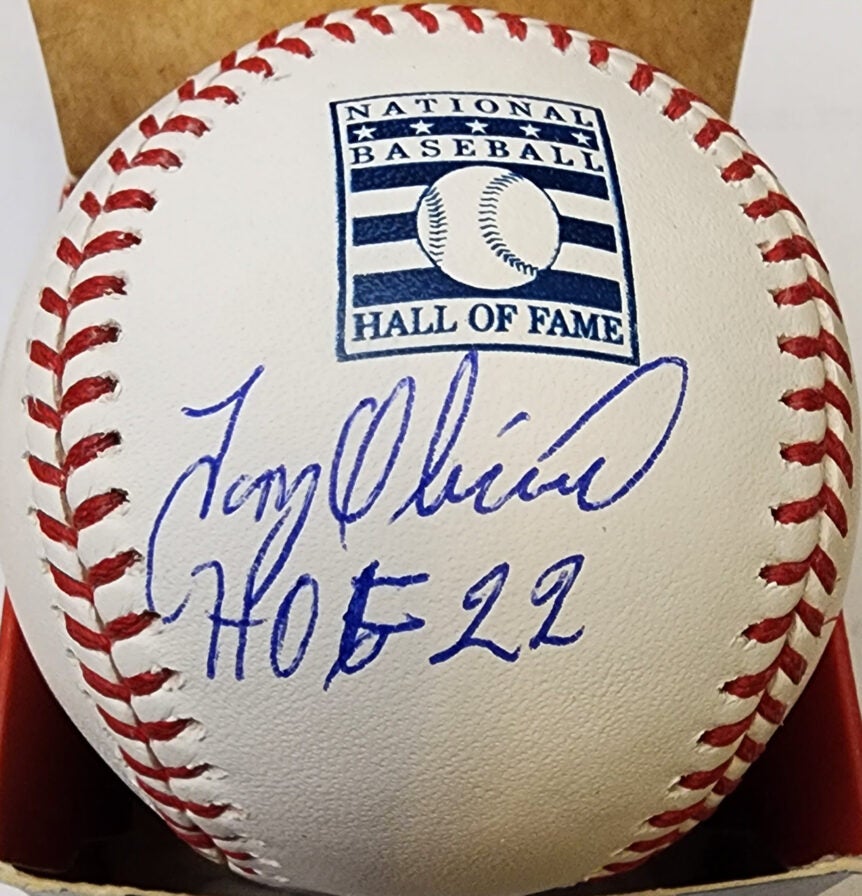 NATIONAL
BASEBALL
HALL OF FAME
Tony Oliva
HOF 22